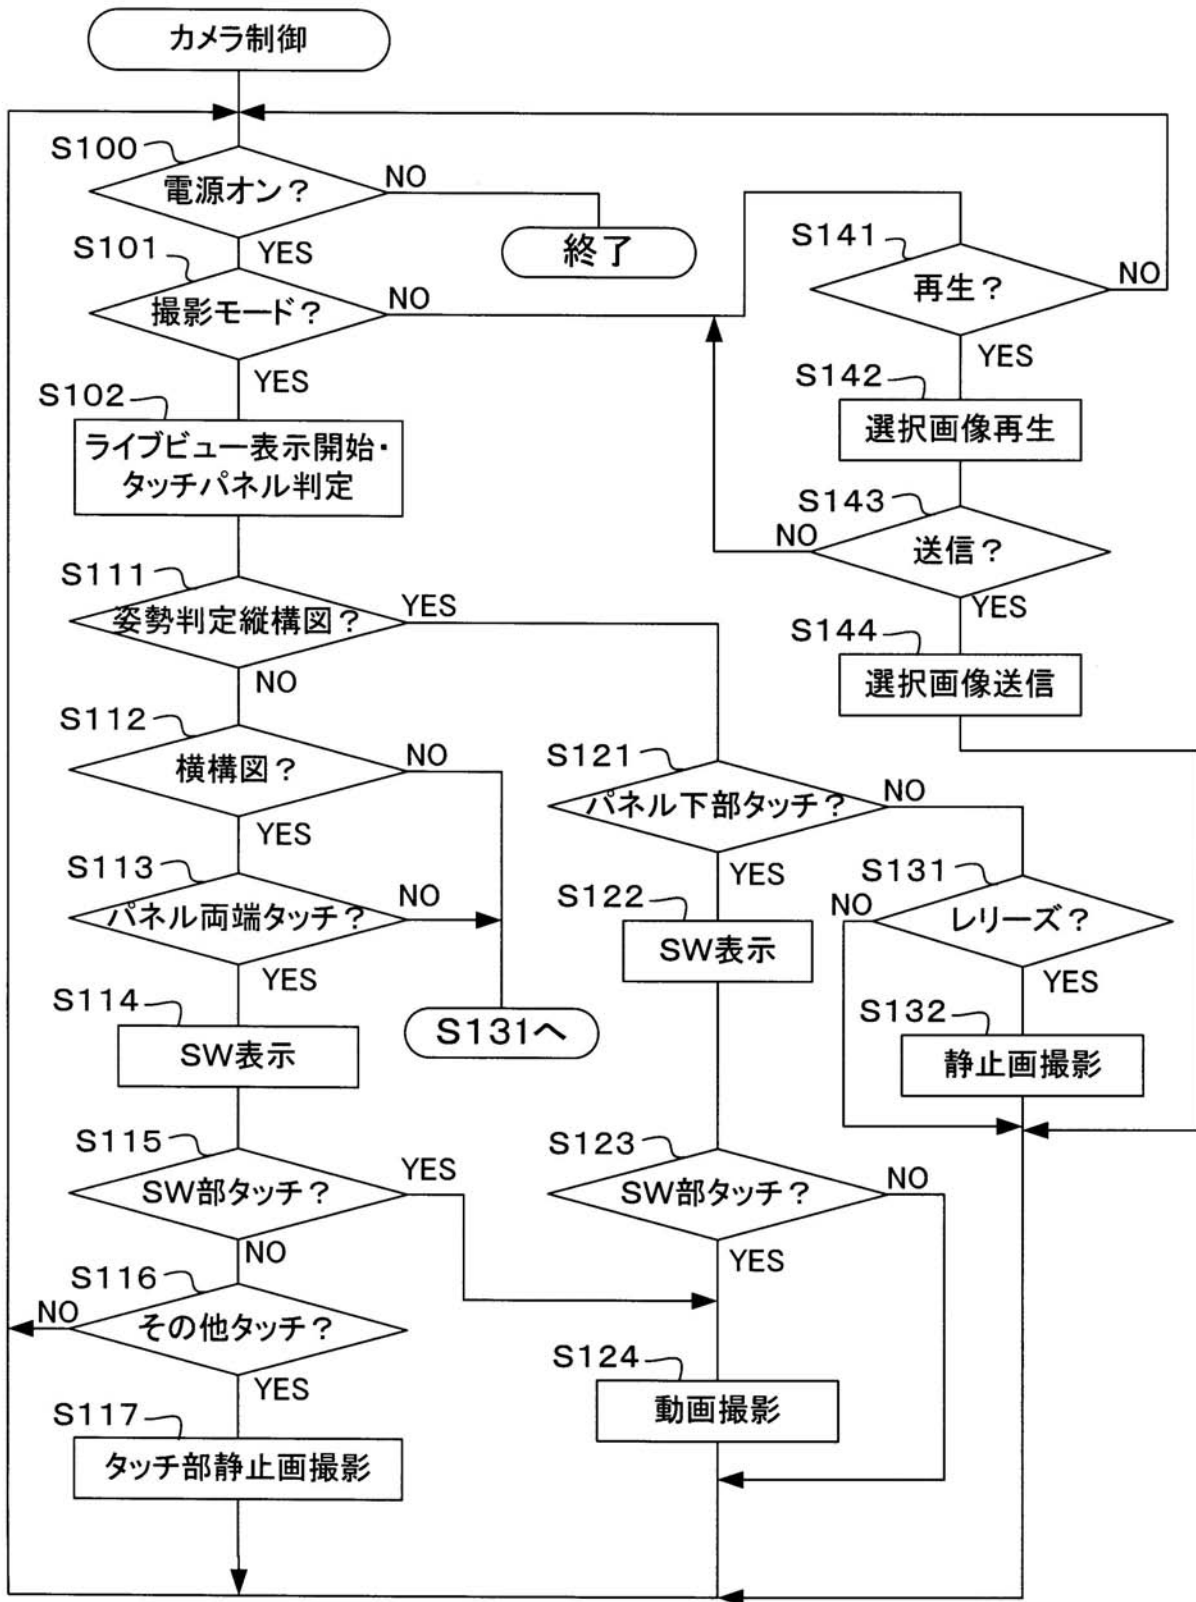 カメラ制御
S100
電源オン？
NO
YES
終了
S101
撮影モード？
NO
YES
S102
ライブビュー表示開始・
タッチパネル判定
S111
姿勢判定縦構図？
YES
NO
S112
横構図？
NO
YES
S113
パネル両端タッチ？
NO
YES
S131へ
S114
SW表示
S115
SW部タッチ？
YES
NO
S116
その他タッチ？
NO
YES
S117
タッチ部静止画撮影
S121
パネル下部タッチ？
NO
YES
S122
SW表示
S123
SW部タッチ？
NO
YES
S124
動画撮影
S131
レリーズ？
NO
YES
S132
静止画撮影
S141
再生？
NO
YES
S142
選択画像再生
S143
送信？
NO
YES
S144
選択画像送信